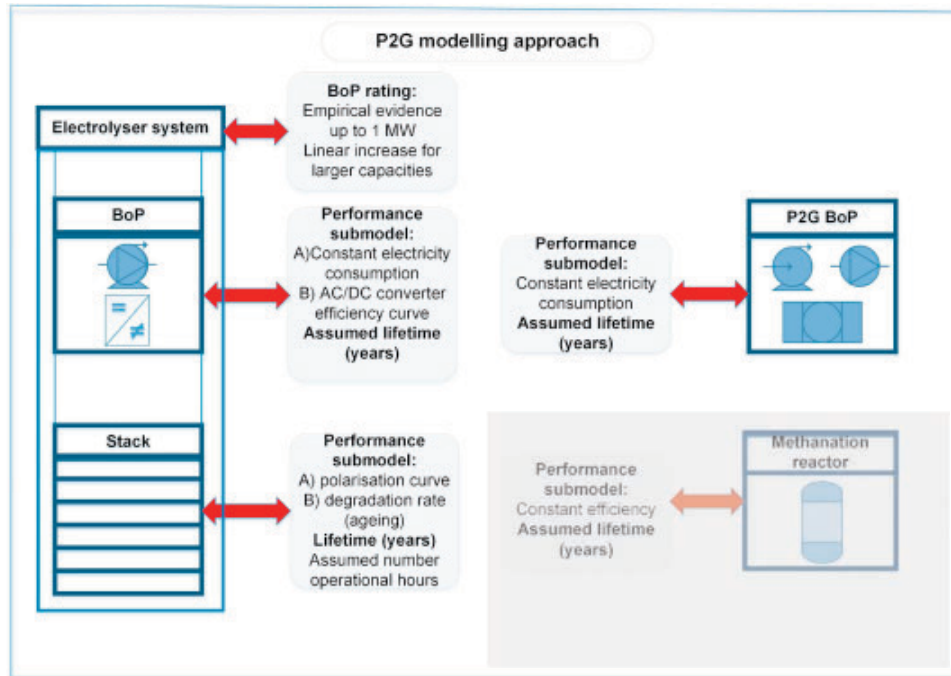 P2G modelling approach
Electrolyser system
BoP rating:
Empirical evidence
up to 1 MW
Linear increase for
larger capacities
BoP
Performance
submodel:
A)Constant electricity
consumption
B) AC/DC converter
efficiency curve
Assumed lifetime
(years)
Performance
submodel:
Constant electricity
consumption
Assumed lifetime
(years)
P2G BoP
Stack
Performance
submodel:
A) polarisation curve
B) degradation rate
(ageing)
Lifetime (years)
Assumed number
operational hours
Performance
submodel:
Constant efficiency
Assumed lifetime
(years)
Methanation
reactor